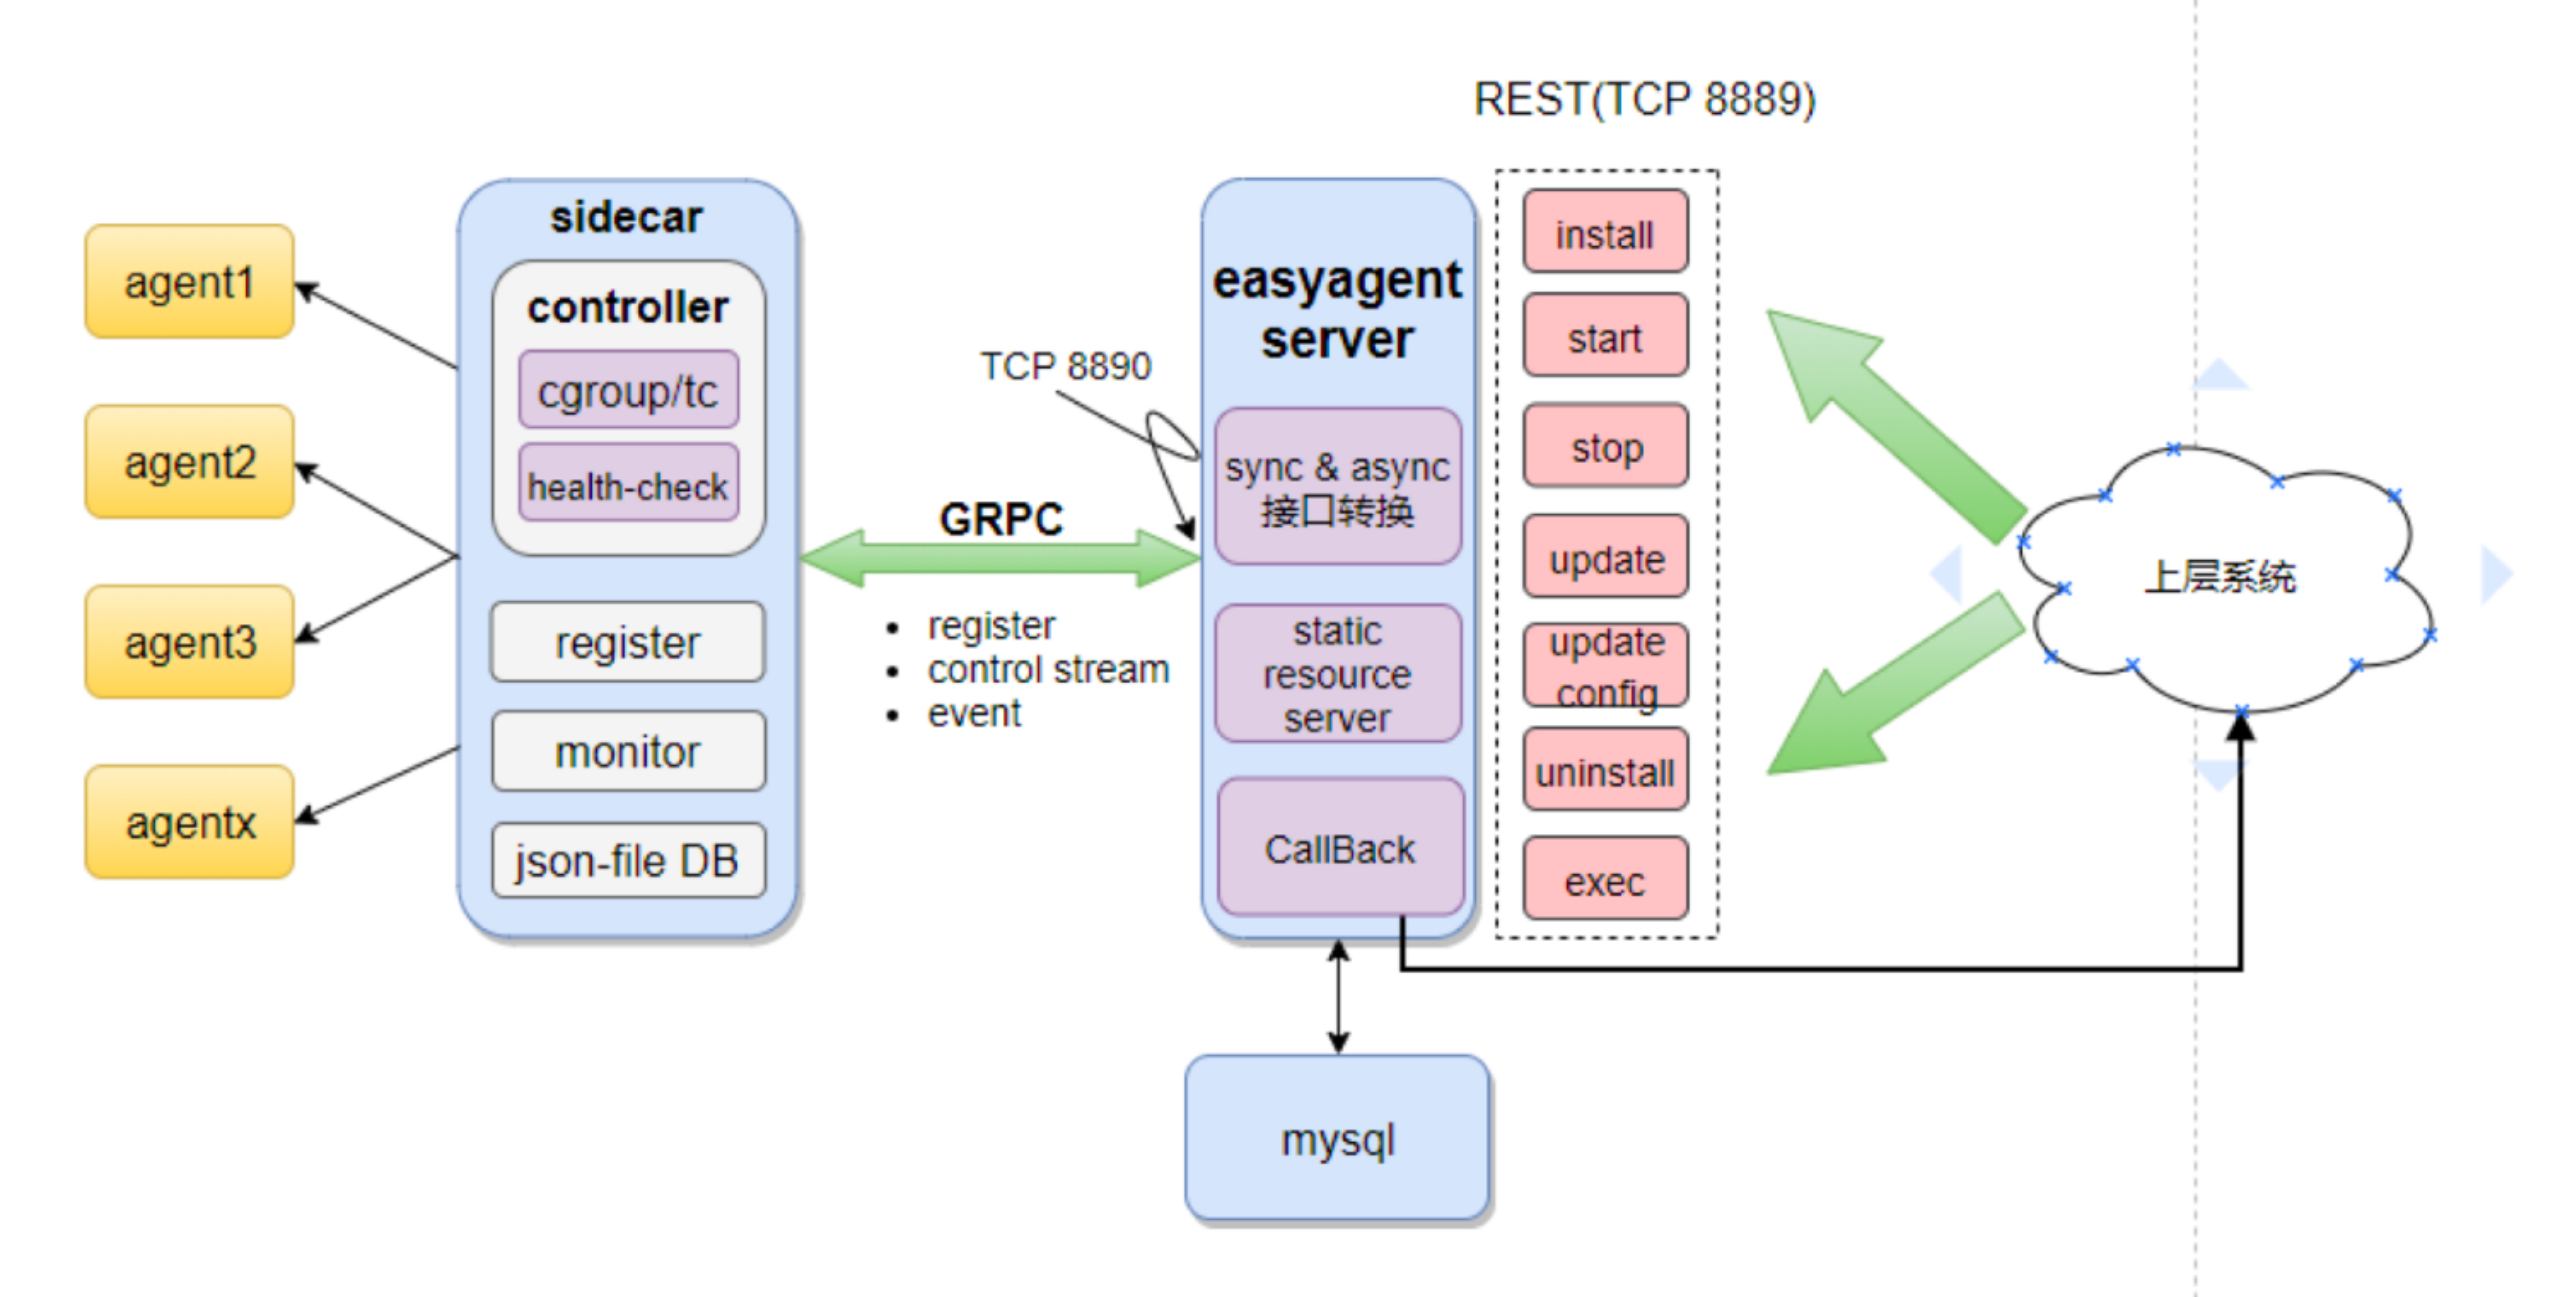 REST(TCP 8889)
agent1
agent2
agent3
agentx
sidecar
controller
cgroup/tc
health-check
register
monitor
json-file DB
TCP 8890
GRPC
register
control stream
event
easyagent
server
sync & async
接口转换
static
resource
server
CallBack
install
start
stop
update
update
config
uninstall
exec
上层系统
mysql